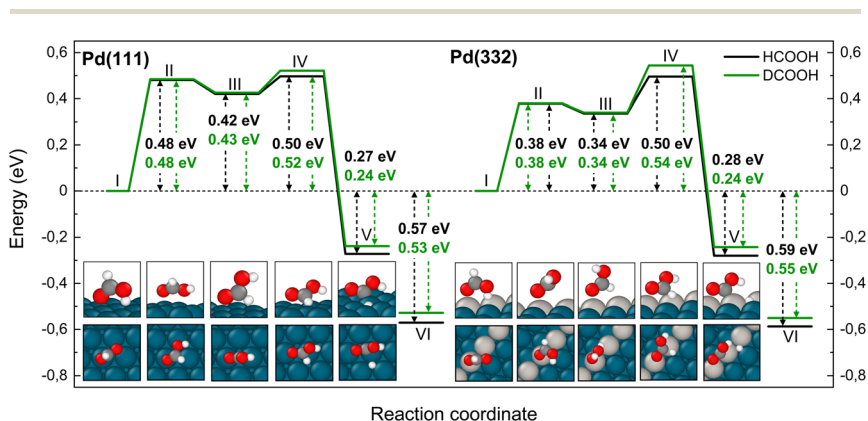 0,6
0,4
0,2
0
-0,2
-0,4
-0,6
-0,8
Energy (eV)
Pd(111)
I
II
III
IV
V
VI
0.48 eV
0.48 eV
0.42 eV
0.43 eV
0.50 eV
0.52 eV
0.27 eV
0.24 eV
0.57 eV
0.53 eV
Pd(332)
HCOOH
DCOOH
I
II
III
IV
V
VI
0.38 eV
0.38 eV
0.34 eV
0.34 eV
0.50 eV
0.54 eV
0.28 eV
0.24 eV
0.59 eV
0.55 eV
0,6
0,4
0,2
0
-0,2
-0,4
-0,6
-0,8
Reaction coordinate